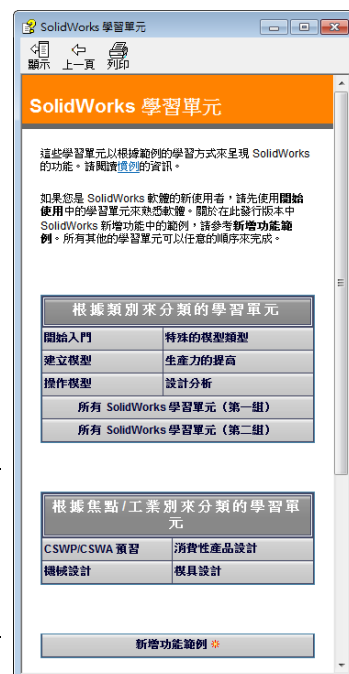 SolidWorks 學習單元
顯示 上一頁 列印
SolidWorks 學習單元
這些學習單元以根據範例的學習方式來呈現 SolidWorks
的功能。請閱讀慣例的資訊。
如果您是 SolidWorks 軟體的新使用者，請先使用開始
使用中的學習單元來熟悉軟體。關於在此發行版本中
SolidWorks 新增功能中的範例，請參考新增功能範
例。所有其他的學習單元可以任意的順序來完成。
根據類別來分類的學習單元
開始入門 特殊的模型類型
建立模型 生產力的提高
操作模型 設計分析
所有 SolidWorks 學習單元（第一組）
所有 SolidWorks 學習單元（第二組）
根據焦點/工業別來分類的學習單
元
CSWP/CSWA 預習 消費性產品設計
機械設計 模具設計
新增功能範例